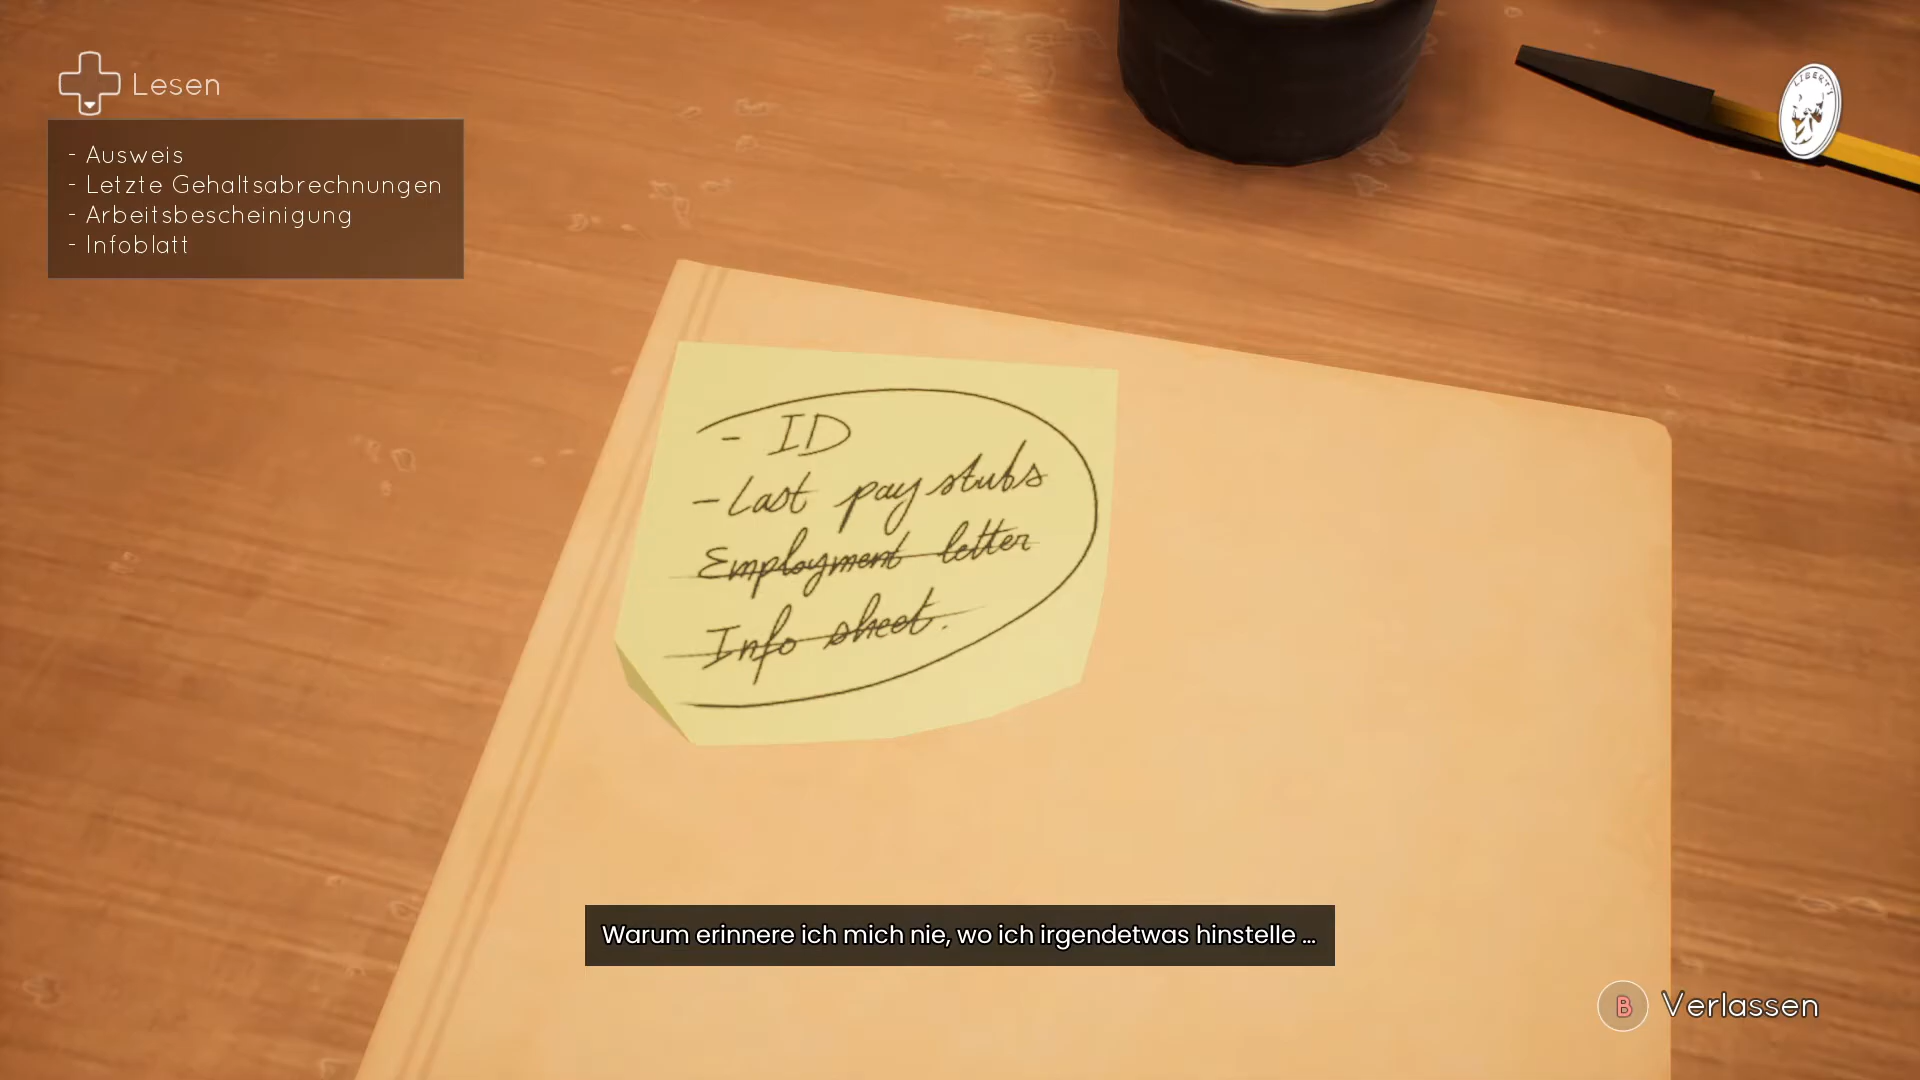 Lesen
- Ausweis
- Letzte Gehaltsabrechnungen
- Arbeitsbescheinigung
- Infoblatt
LIBERTY
- ID
- Last pay stubs
Employment letter
Info sheet.
Warum erinnere ich mich nie, wo ich irgendetwas hinstelle ...
B Verlassen